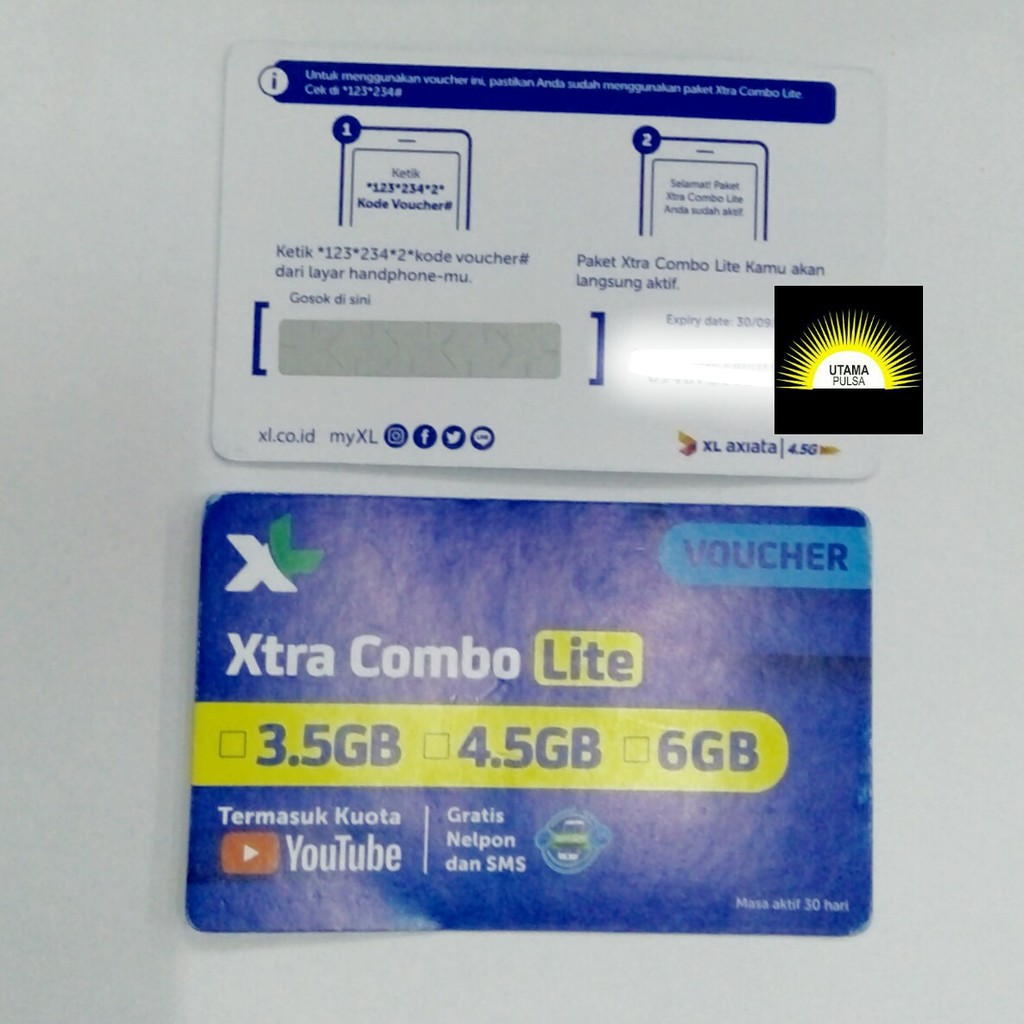 Untuk menggunakan voucher ini, pastikan Anda sudah menggunakan paket Xtra Combo Lite.
Cek di *123*234#
1
Ketik
*123*234*2*
Kode Voucher#
2
Selamat! Paket
Xtra Combo Lite
Anda sudah aktif.
Ketik *123*234*2*kode voucher#
dari layar handphone-mu.
Paket Xtra Combo Lite Kamu akan
langsung aktif.
Gosok di sini
Expiry date: 30/09/
UTAMA
PULSA
xl.co.id myXL
XL axiata | 4.5G
XL
VOUCHER
Xtra Combo Lite
3.5GB 4.5GB 6GB
Termasuk Kuota
YouTube
Gratis
Nelpon
dan SMS
Masa aktif 30 hari